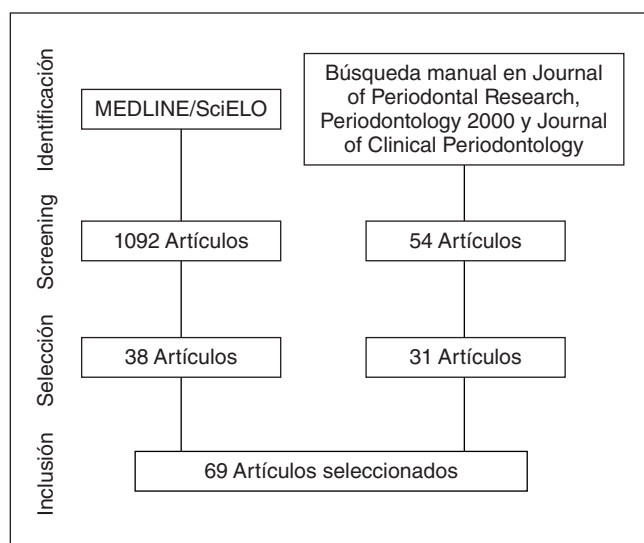 Identificación
MEDLINE/SciELO
Búsqueda manual en Journal
of Periodontal Research,
Periodontology 2000 y Journal
of Clinical Periodontology
Screening
1092 Artículos
54 Artículos
Selección
38 Artículos
31 Artículos
Inclusión
69 Artículos seleccionados